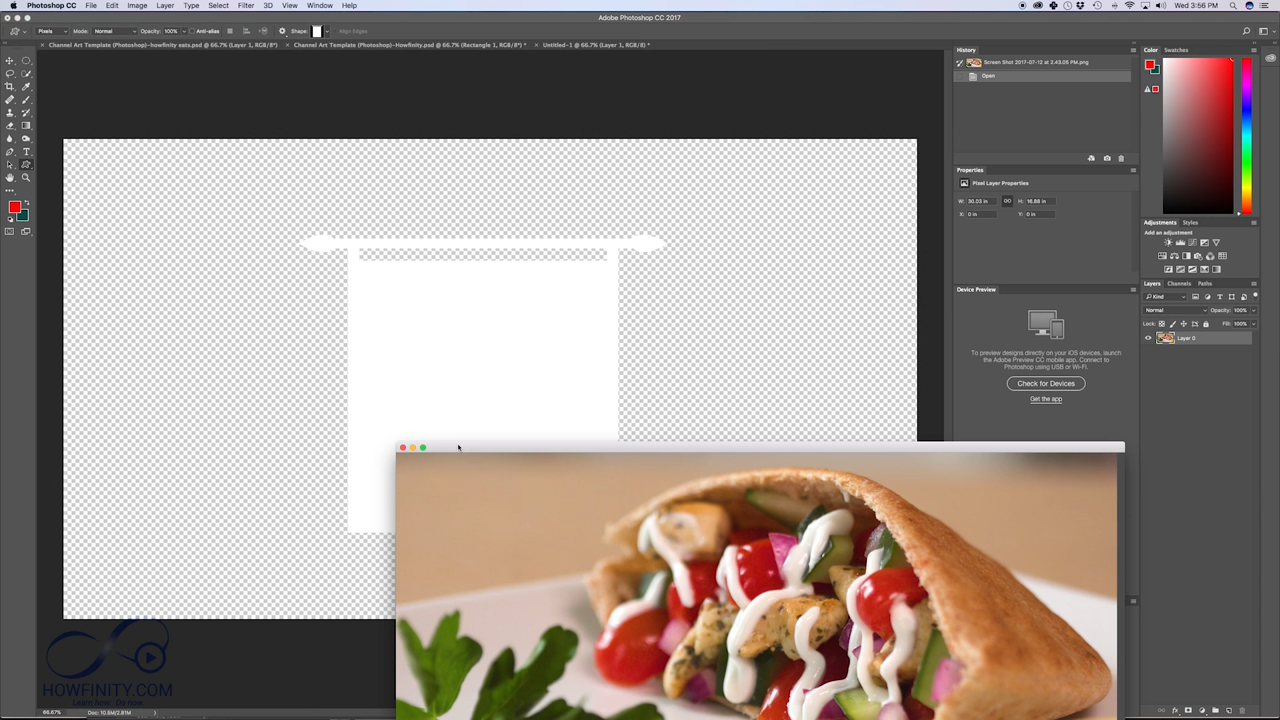 Photoshop CC File Edit Image Layer Type Select Filter 3D View Window Help Wed 3:56 PM
Adobe Photoshop CC 2017
Pixels Mode: Normal Opacity: 100% Anti-alias Shape: Align Edges
× Channel Art Template (Photoshop)-howfinity eats.psd @ 66.7% (Layer 1, RGB/8*) × Channel Art Template (Photoshop)-Howfinity.psd @ 66.7% (Rectangle 1, RGB/8*) * × Untitled-1 @ 66.7% (Layer 1, RGB/8) *
History
Screen Shot 2017-07-12 at 2.43.05 PM.png
Open
Properties
Pixel Layer Properties
W: 30.03 in H: 16.88 in
X: 0 in Y: 0 in
Device Preview
To preview designs directly on your iOS devices, launch
the Adobe Preview CC mobile app. Connect to
Photoshop using USB or Wi-Fi.
Check for Devices
Get the app
Color Swatches
Adjustments Styles
Add an adjustment
Layers Channels Paths
Kind
Normal Opacity: 100%
Lock: Fill: 100%
Layer 0
HOWFINITY.COM
Learn how. Do now.
66.67% Doc: 10.6M/2.81M